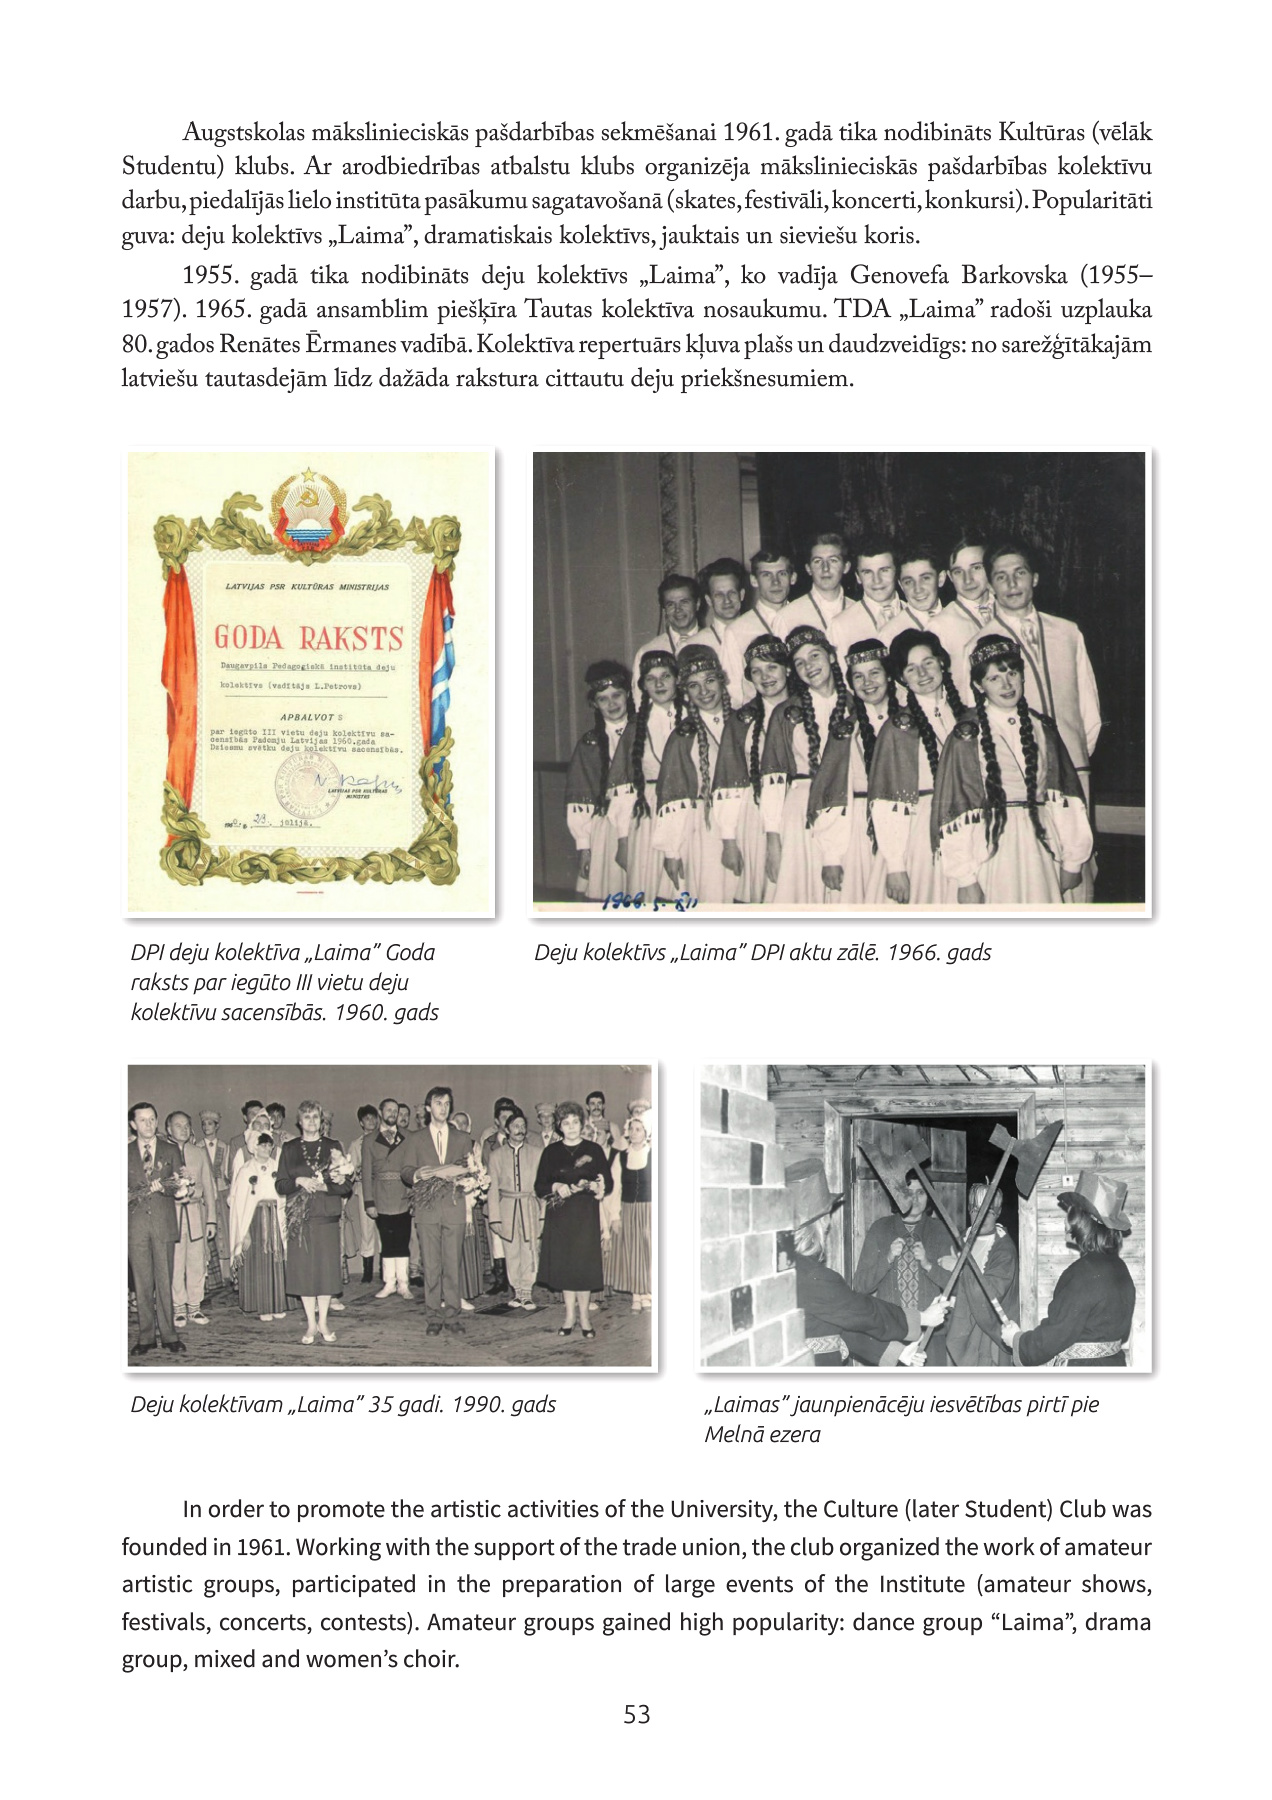 Augstskolas mākslinieciskās pašdarbības sekmēšanai 1961. gadā tika nodibināts Kultūras (vēlāk
Studentu) klubs. Ar arodbiedrības atbalstu klubs organizēja mākslinieciskās pašdarbības kolektīvu
darbu, piedalījās lielo institūta pasākumu sagatavošanā (skates, festivāli, koncerti, konkursi). Popularitāti
guva: deju kolektīvs „Laima”, dramatiskais kolektīvs, jauktais un sieviešu koris.
1955. gadā tika nodibināts deju kolektīvs „Laima”, ko vadīja Genovefa Barkovska (1955–
1957). 1965. gadā ansamblim piešķīra Tautas kolektīva nosaukumu. TDA „Laima” radoši uzplauka
80. gados Renātes Ērmanes vadībā. Kolektīva repertuārs kļuva plašs un daudzveidīgs: no sarežģītākajām
latviešu tautasdejām līdz dažāda rakstura cittautu deju priekšnesumiem.
LATVIJAS PSR KULTŪRAS MINISTRIJAS
GODA RAKSTS
Daugavpils Pedagoģiskā institūta deju
kolektīvs (vadītājs L.Petrovs)
APBALVOTS
par iegūto III vietu deju kolektīvu sa-
censībās Padomju Latvijas 1960.gada
Dziesmu svētku deju kolektīvu sacensībās.
LATVIJAS PSR KULTŪRAS
MINISTRS
29. jūlijā.
1966. 5. XII
DPI deju kolektīva „Laima” Goda
raksts par iegūto III vietu deju
kolektīvu sacensībās. 1960. gads
Deju kolektīvs „Laima” DPI aktu zālē. 1966. gads
Deju kolektīvam „Laima” 35 gadi. 1990. gads
„Laimas” jaunpienācēju iesvētības pirtī pie
Melnā ezera
In order to promote the artistic activities of the University, the Culture (later Student) Club was
founded in 1961. Working with the support of the trade union, the club organized the work of amateur
artistic groups, participated in the preparation of large events of the Institute (amateur shows,
festivals, concerts, contests). Amateur groups gained high popularity: dance group “Laima”, drama
group, mixed and women’s choir.
53